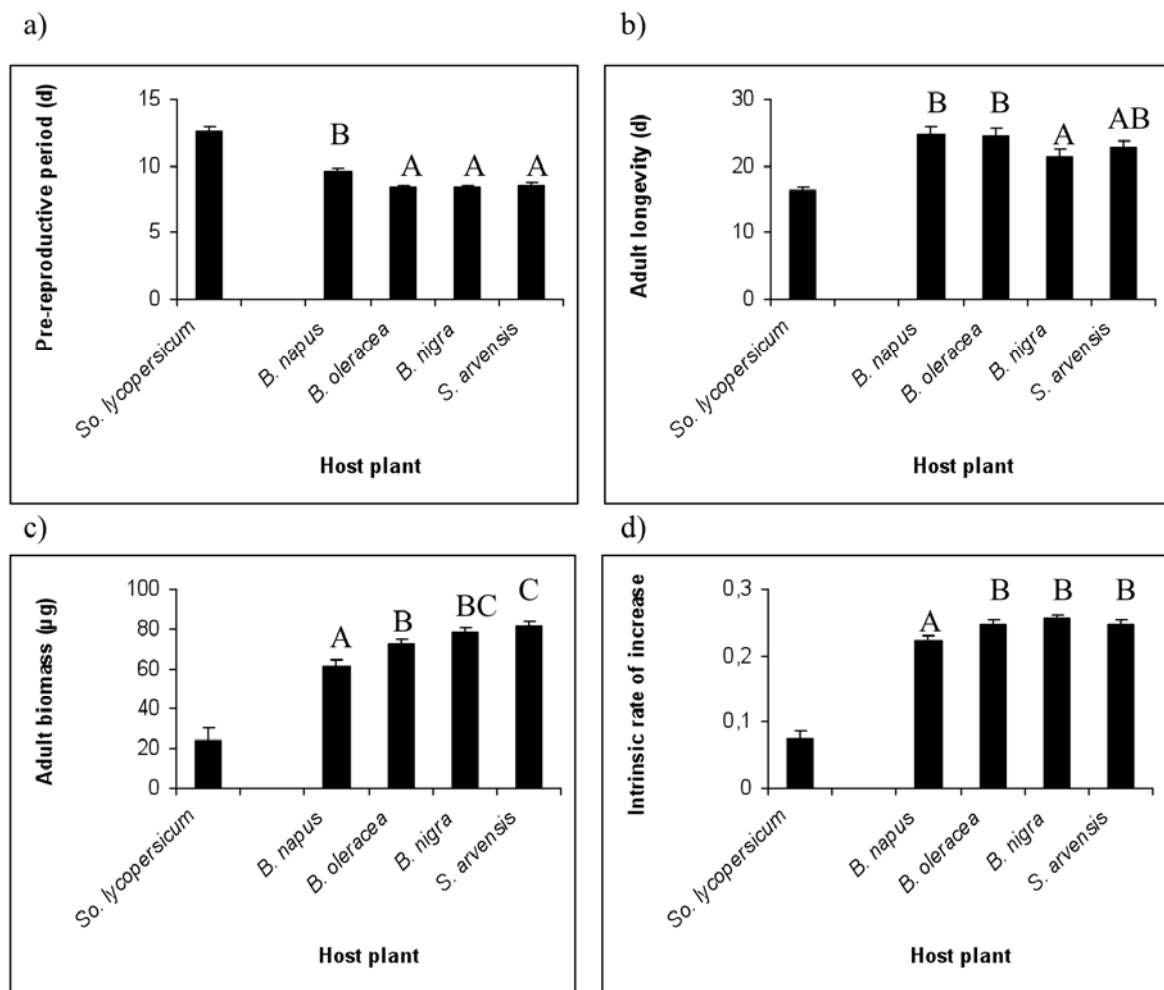 a)
Pre-reproductive period (d)
15
10
5
0
B
A
A
A
So. lycopersicum
B. napus
B. oleracea
B. nigra
S. arvensis
Host plant
b)
Adult longevity (d)
30
20
10
0
B
B
A
AB
So. lycopersicum
B. napus
B. oleracea
B. nigra
S. arvensis
Host plant
c)
Adult biomass (µg)
100
80
60
40
20
0
A
B
BC
C
So. lycopersicum
B. napus
B. oleracea
B. nigra
S. arvensis
Host plant
d)
Intrinsic rate of increase
0,3
0,2
0,1
0
A
B
B
B
So. lycopersicum
B. napus
B. oleracea
B. nigra
S. arvensis
Host plant